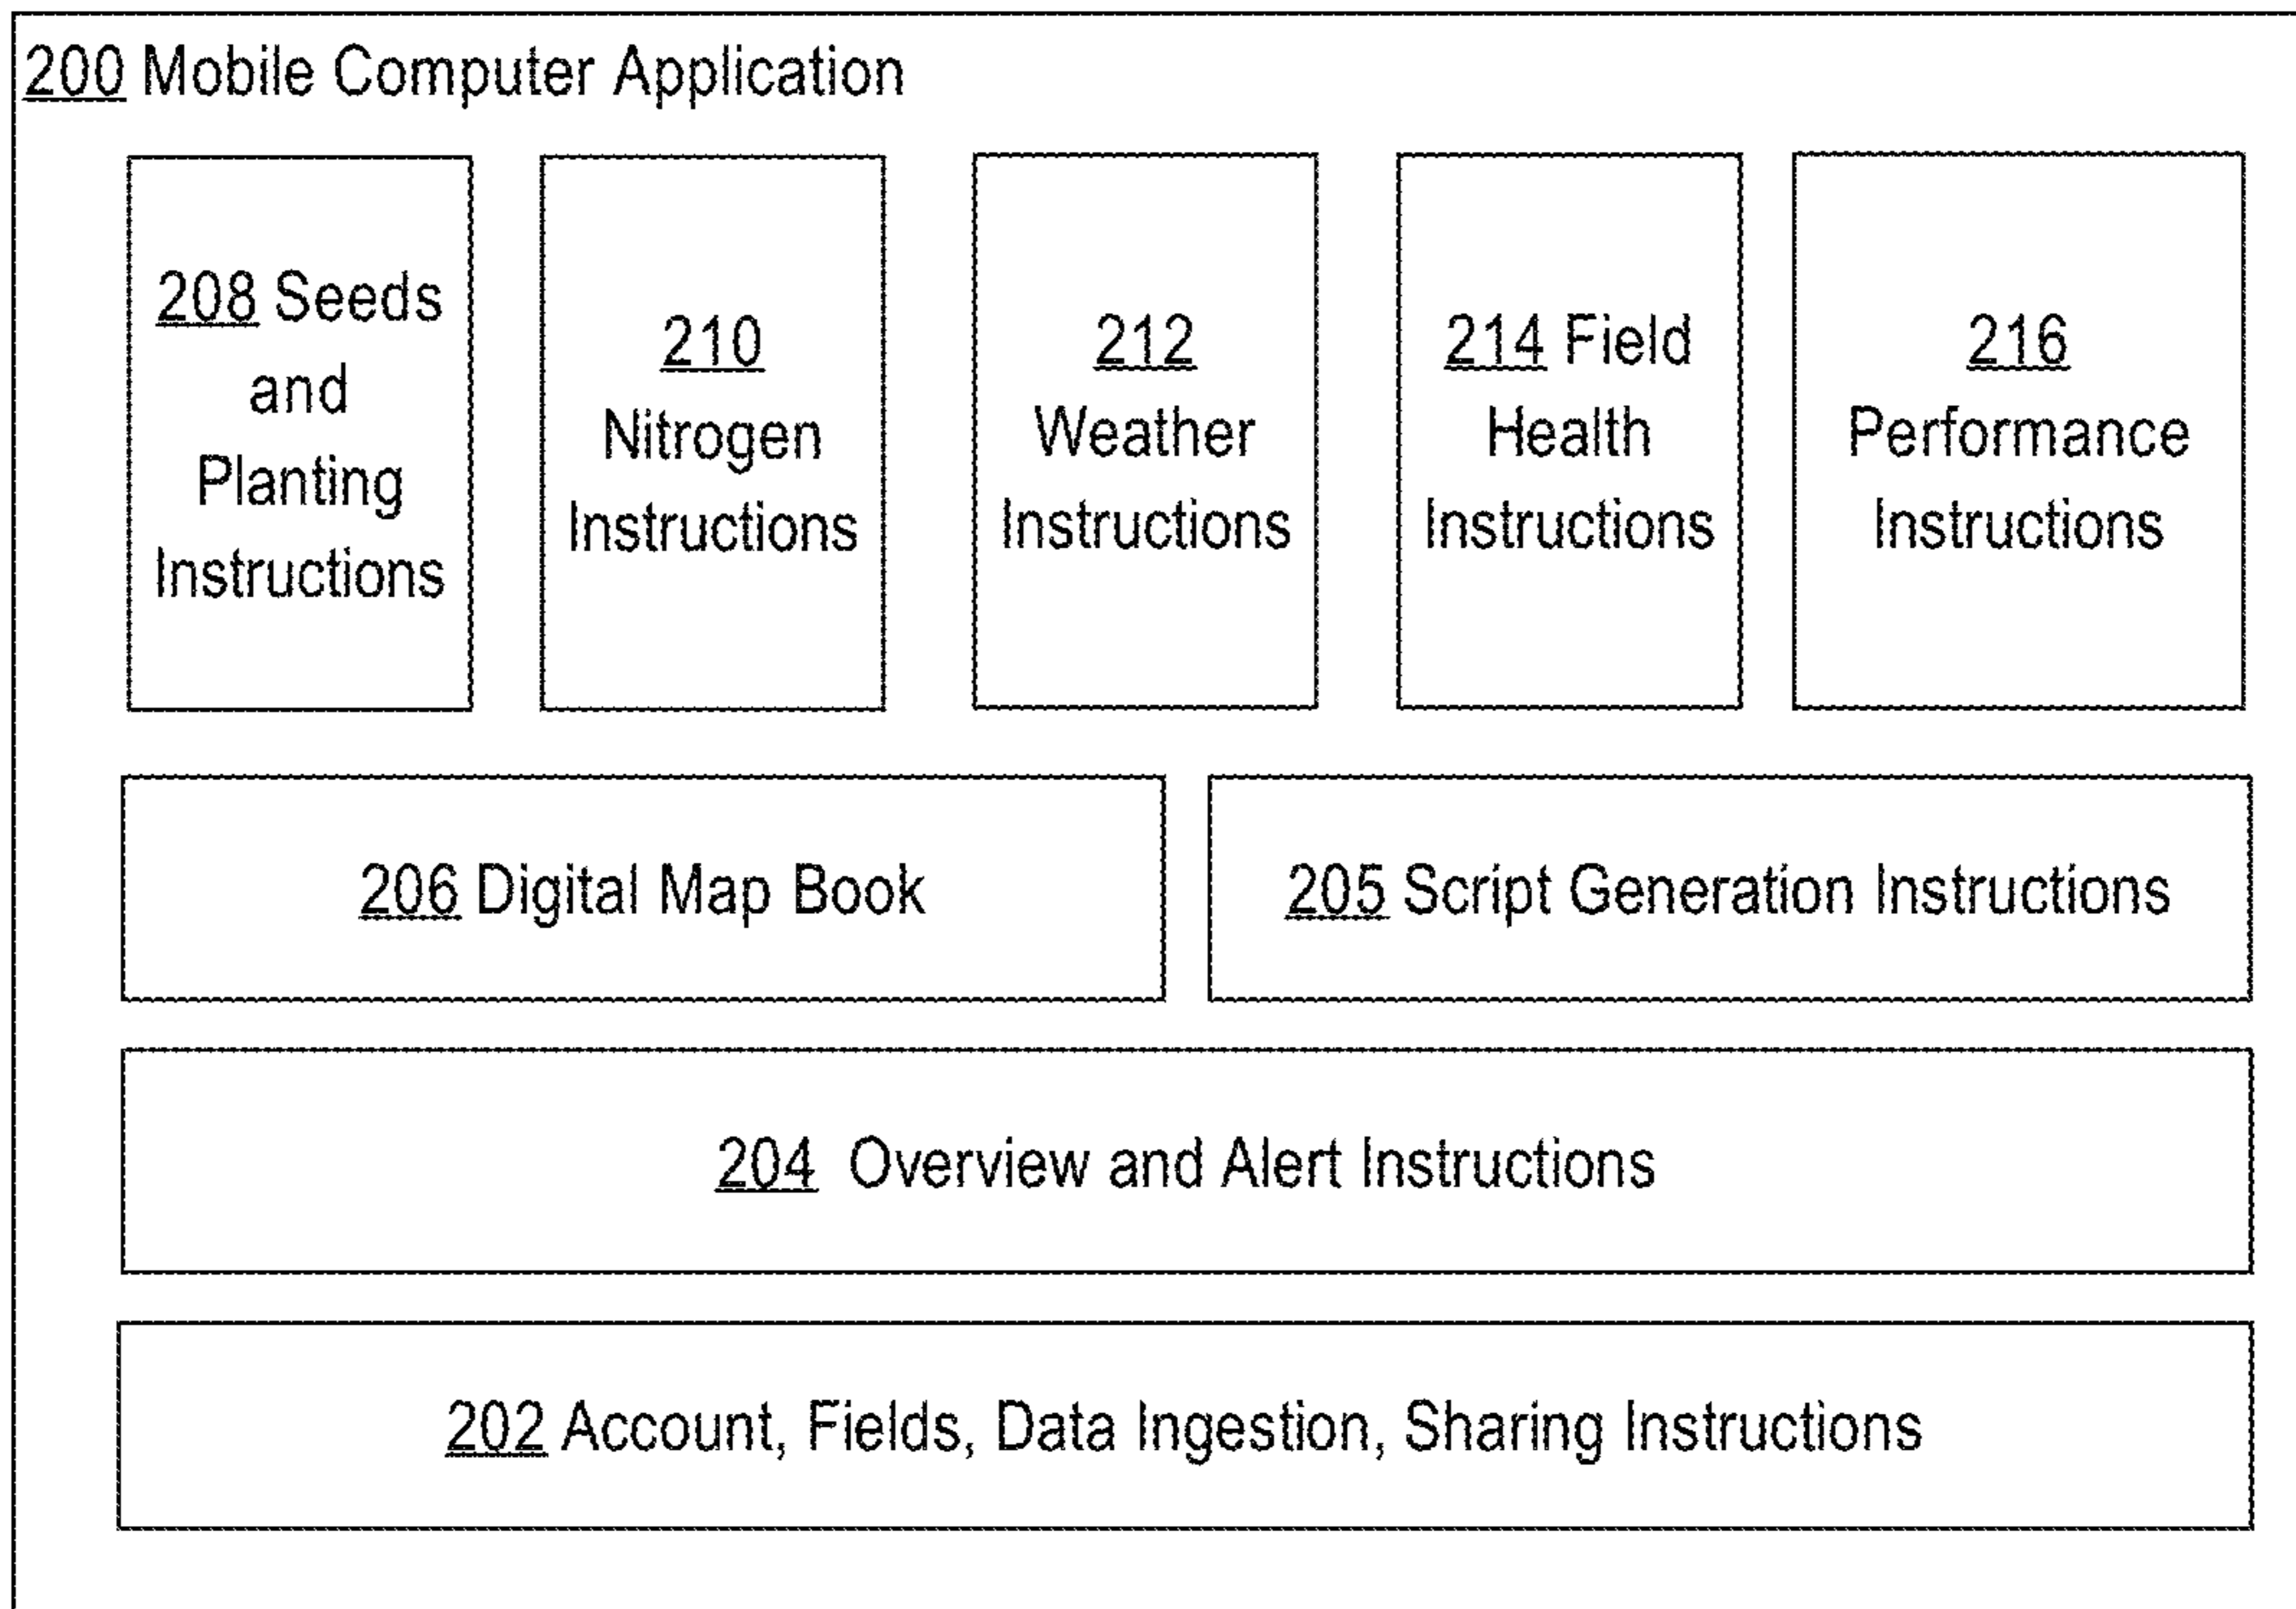 200 Mobile Computer Application
208 Seeds
and
Planting
Instructions
210
Nitrogen
Instructions
212
Weather
Instructions
214 Field
Health
Instructions
216
Performance
Instructions
206 Digital Map Book
205 Script Generation Instructions
204 Overview and Alert Instructions
202 Account, Fields, Data Ingestion, Sharing Instructions